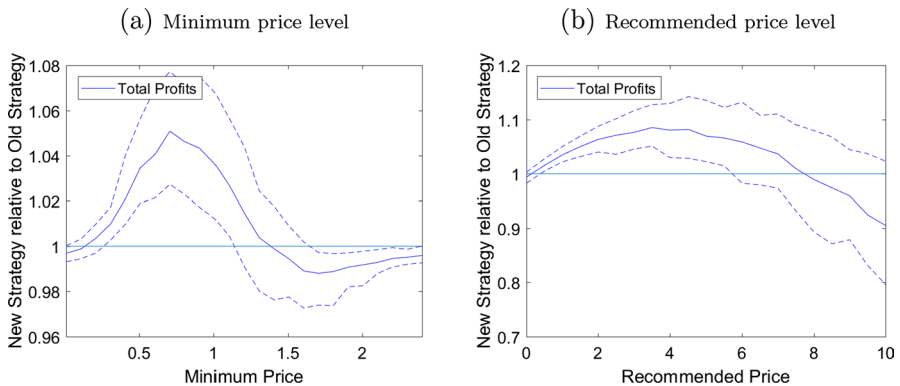 (a) Minimum price level
New Strategy relative to Old Strategy
1.08
1.06
1.04
1.02
1
0.98
0.96
Total Profits
0.5
1
1.5
2
Minimum Price
(b) Recommended price level
New Strategy relative to Old Strategy
1.2
1.1
1
0.9
0.8
0.7
Total Profits
0
2
4
6
8
10
Recommended Price